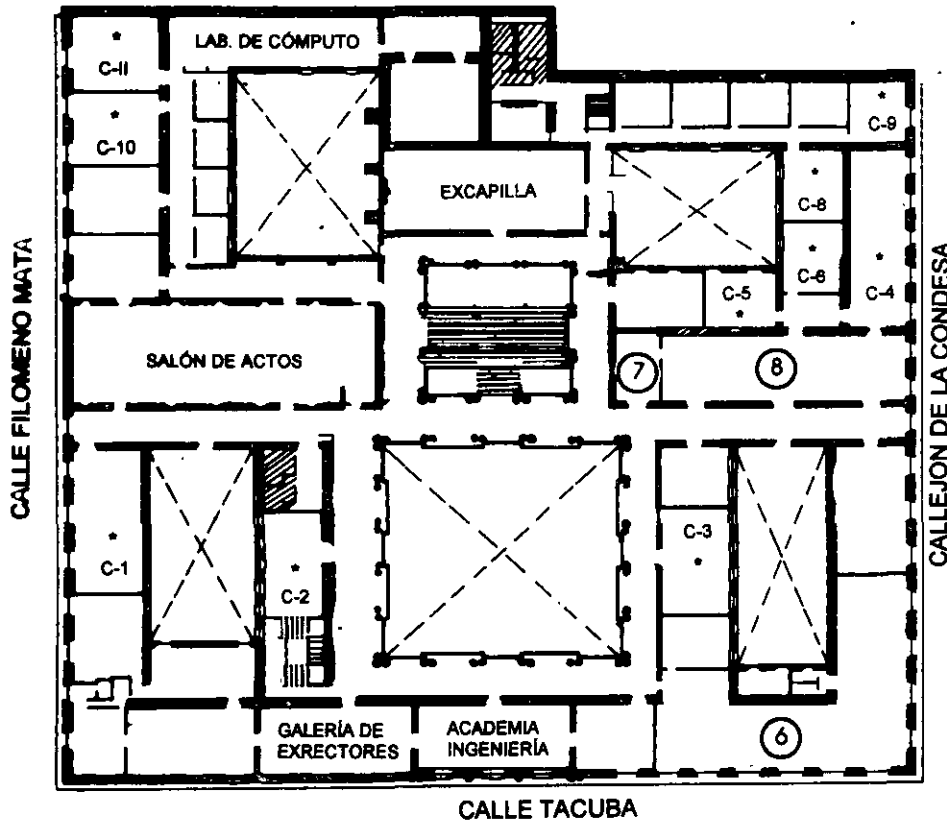 LAB. DE CÓMPUTO
*
C-11
*
C-10
*
C-9
EXCAPILLA
*
C-8
C-6
*
C-4
C-5
*
SALÓN DE ACTOS
7
8
CALLE FILOMENO MATA
CALLEJON DE LA CONDESA
*
C-1
*
C-2
C-3
*
GALERÍA DE
EXRECTORES
ACADEMIA
INGENIERÍA
6
CALLE TACUBA